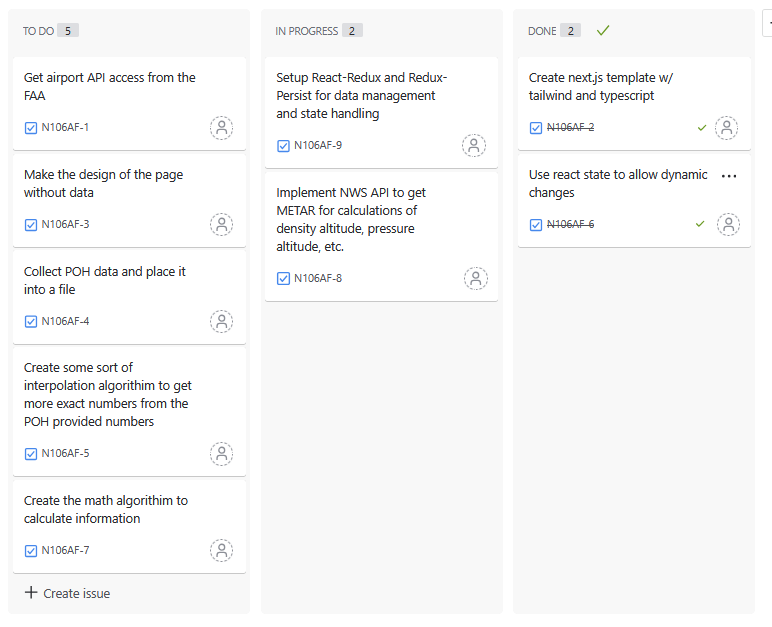 TO DO 5
Get airport API access from the
FAA
N106AF-1
Make the design of the page
without data
N106AF-3
Collect POH data and place it
into a file
N106AF-4
Create some sort of
interpolation algorithim to get
more exact numbers from the
POH provided numbers
N106AF-5
Create the math algorithim to
calculate information
N106AF-7
+ Create issue
IN PROGRESS 2
Setup React-Redux and Redux-
Persist for data management
and state handling
N106AF-9
Implement NWS API to get
METAR for calculations of
density altitude, pressure
altitude, etc.
N106AF-8
DONE 2
Create next.js template w/
tailwind and typescript
N106AF-2
Use react state to allow dynamic
changes
N106AF-6